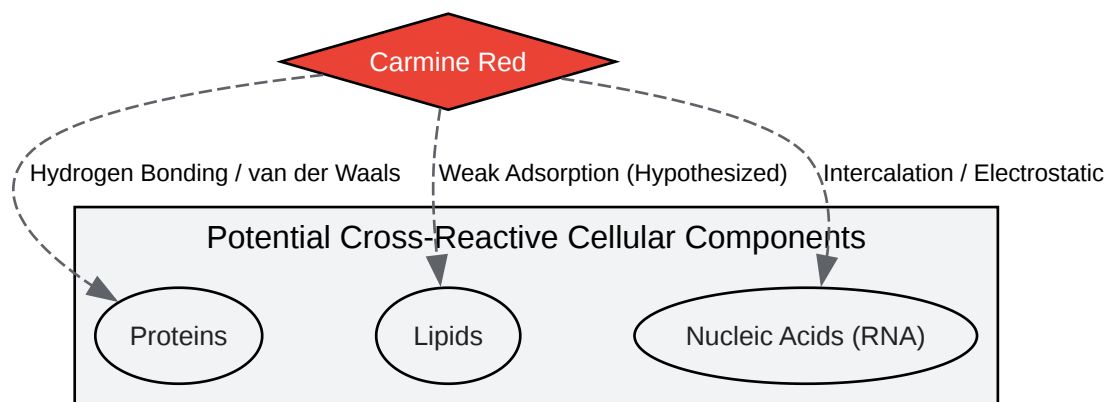 Carmine Red
Hydrogen Bonding / van der Waals
Weak Adsorption (Hypothesized)
Intercalation / Electrostatic
Potential Cross-Reactive Cellular Components
Proteins
Lipids
Nucleic Acids (RNA)